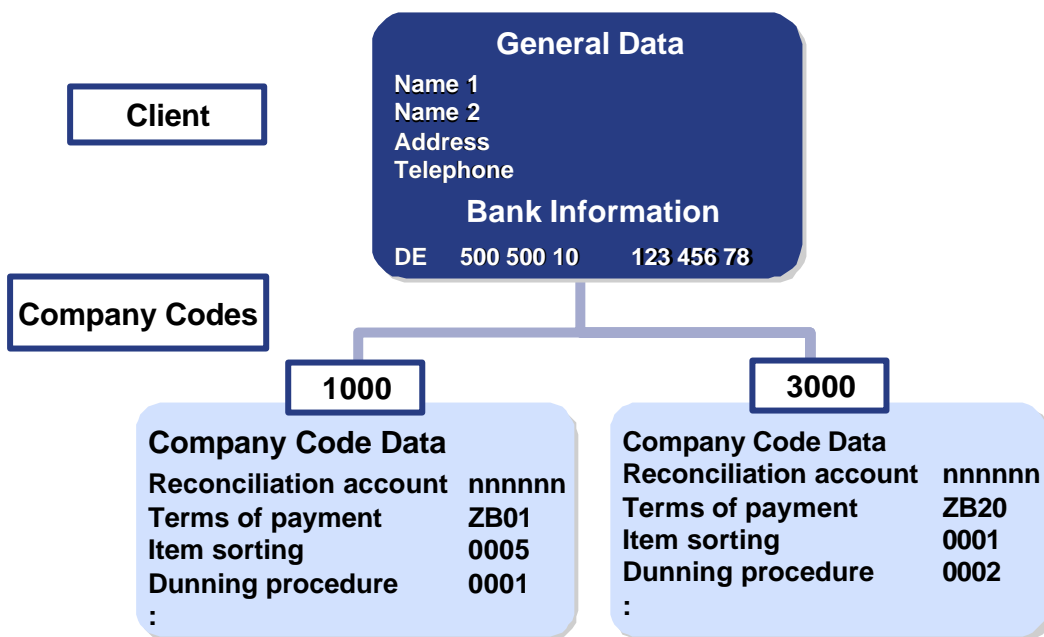 General Data
Name 1
Name 2
Address
Telephone
Bank Information
DE 500 500 10 123 456 78
Client
Company Codes
1000
Company Code Data
Reconciliation account nnnnnn
Terms of payment ZB01
Item sorting 0005
Dunning procedure 0001
:
3000
Company Code Data
Reconciliation account nnnnnn
Terms of payment ZB20
Item sorting 0001
Dunning procedure 0002
: